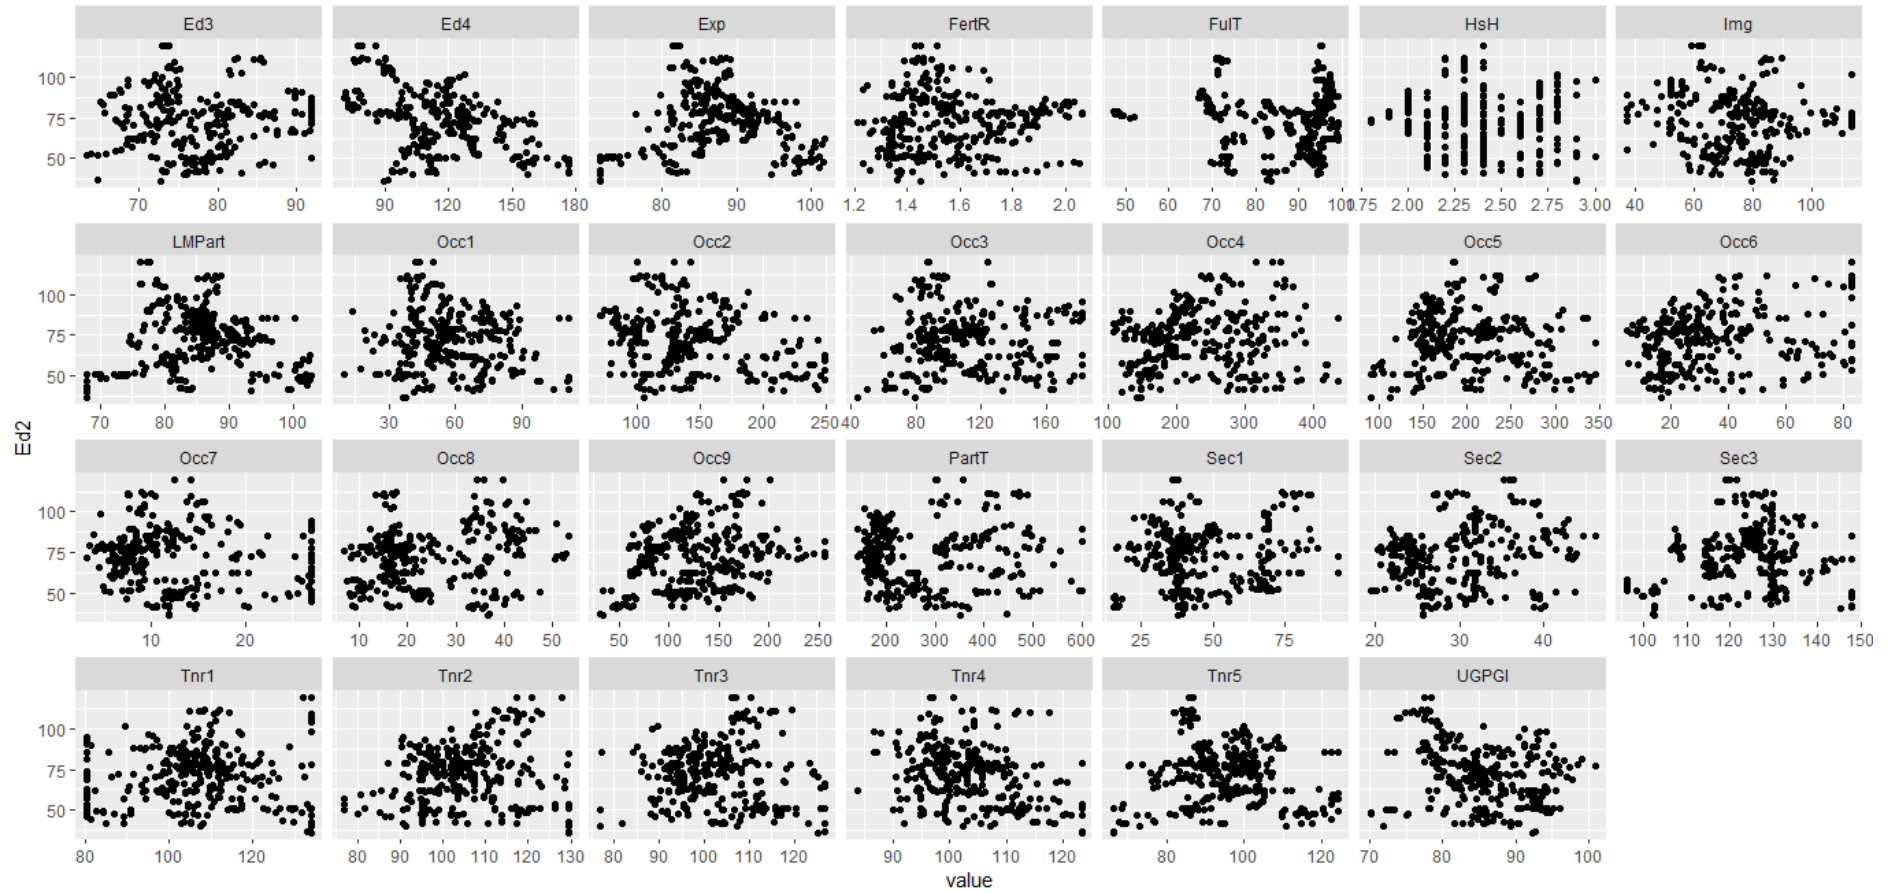 Ed3 Ed4 Exp FertR FulT HsH Img
100
75
50
70 80 90 90 120 150 180 80 90 100 1.2 1.4 1.6 1.8 2.0 50 60 70 80 90 100 1.75 2.00 2.25 2.50 2.75 3.00 40 60 80 100
LMPart Occ1 Occ2 Occ3 Occ4 Occ5 Occ6
100
75
50
70 80 90 100 30 60 90 100 150 200 250 40 80 120 160 100 200 300 400 100 150 200 250 300 350 20 40 60 80
Ed2
Occ7 Occ8 Occ9 PartT Sec1 Sec2 Sec3
100
75
50
10 20 10 20 30 40 50 50 100 150 200 250 200 300 400 500 600 25 50 75 20 30 40 100 110 120 130 140 150
Tnr1 Tnr2 Tnr3 Tnr4 Tnr5 UGPGI
100
75
50
80 100 120 80 90 100 110 120 130 80 90 100 110 120 90 100 110 120 80 100 120 70 80 90 100
value